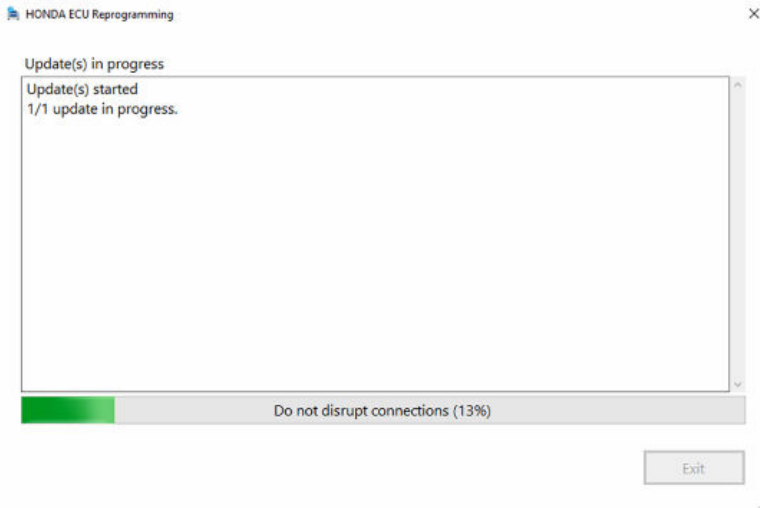 HONDA ECU Reprogramming
Update(s) in progress
Update(s) started
1/1 update in progress.
Do not disrupt connections (13%)
Exit